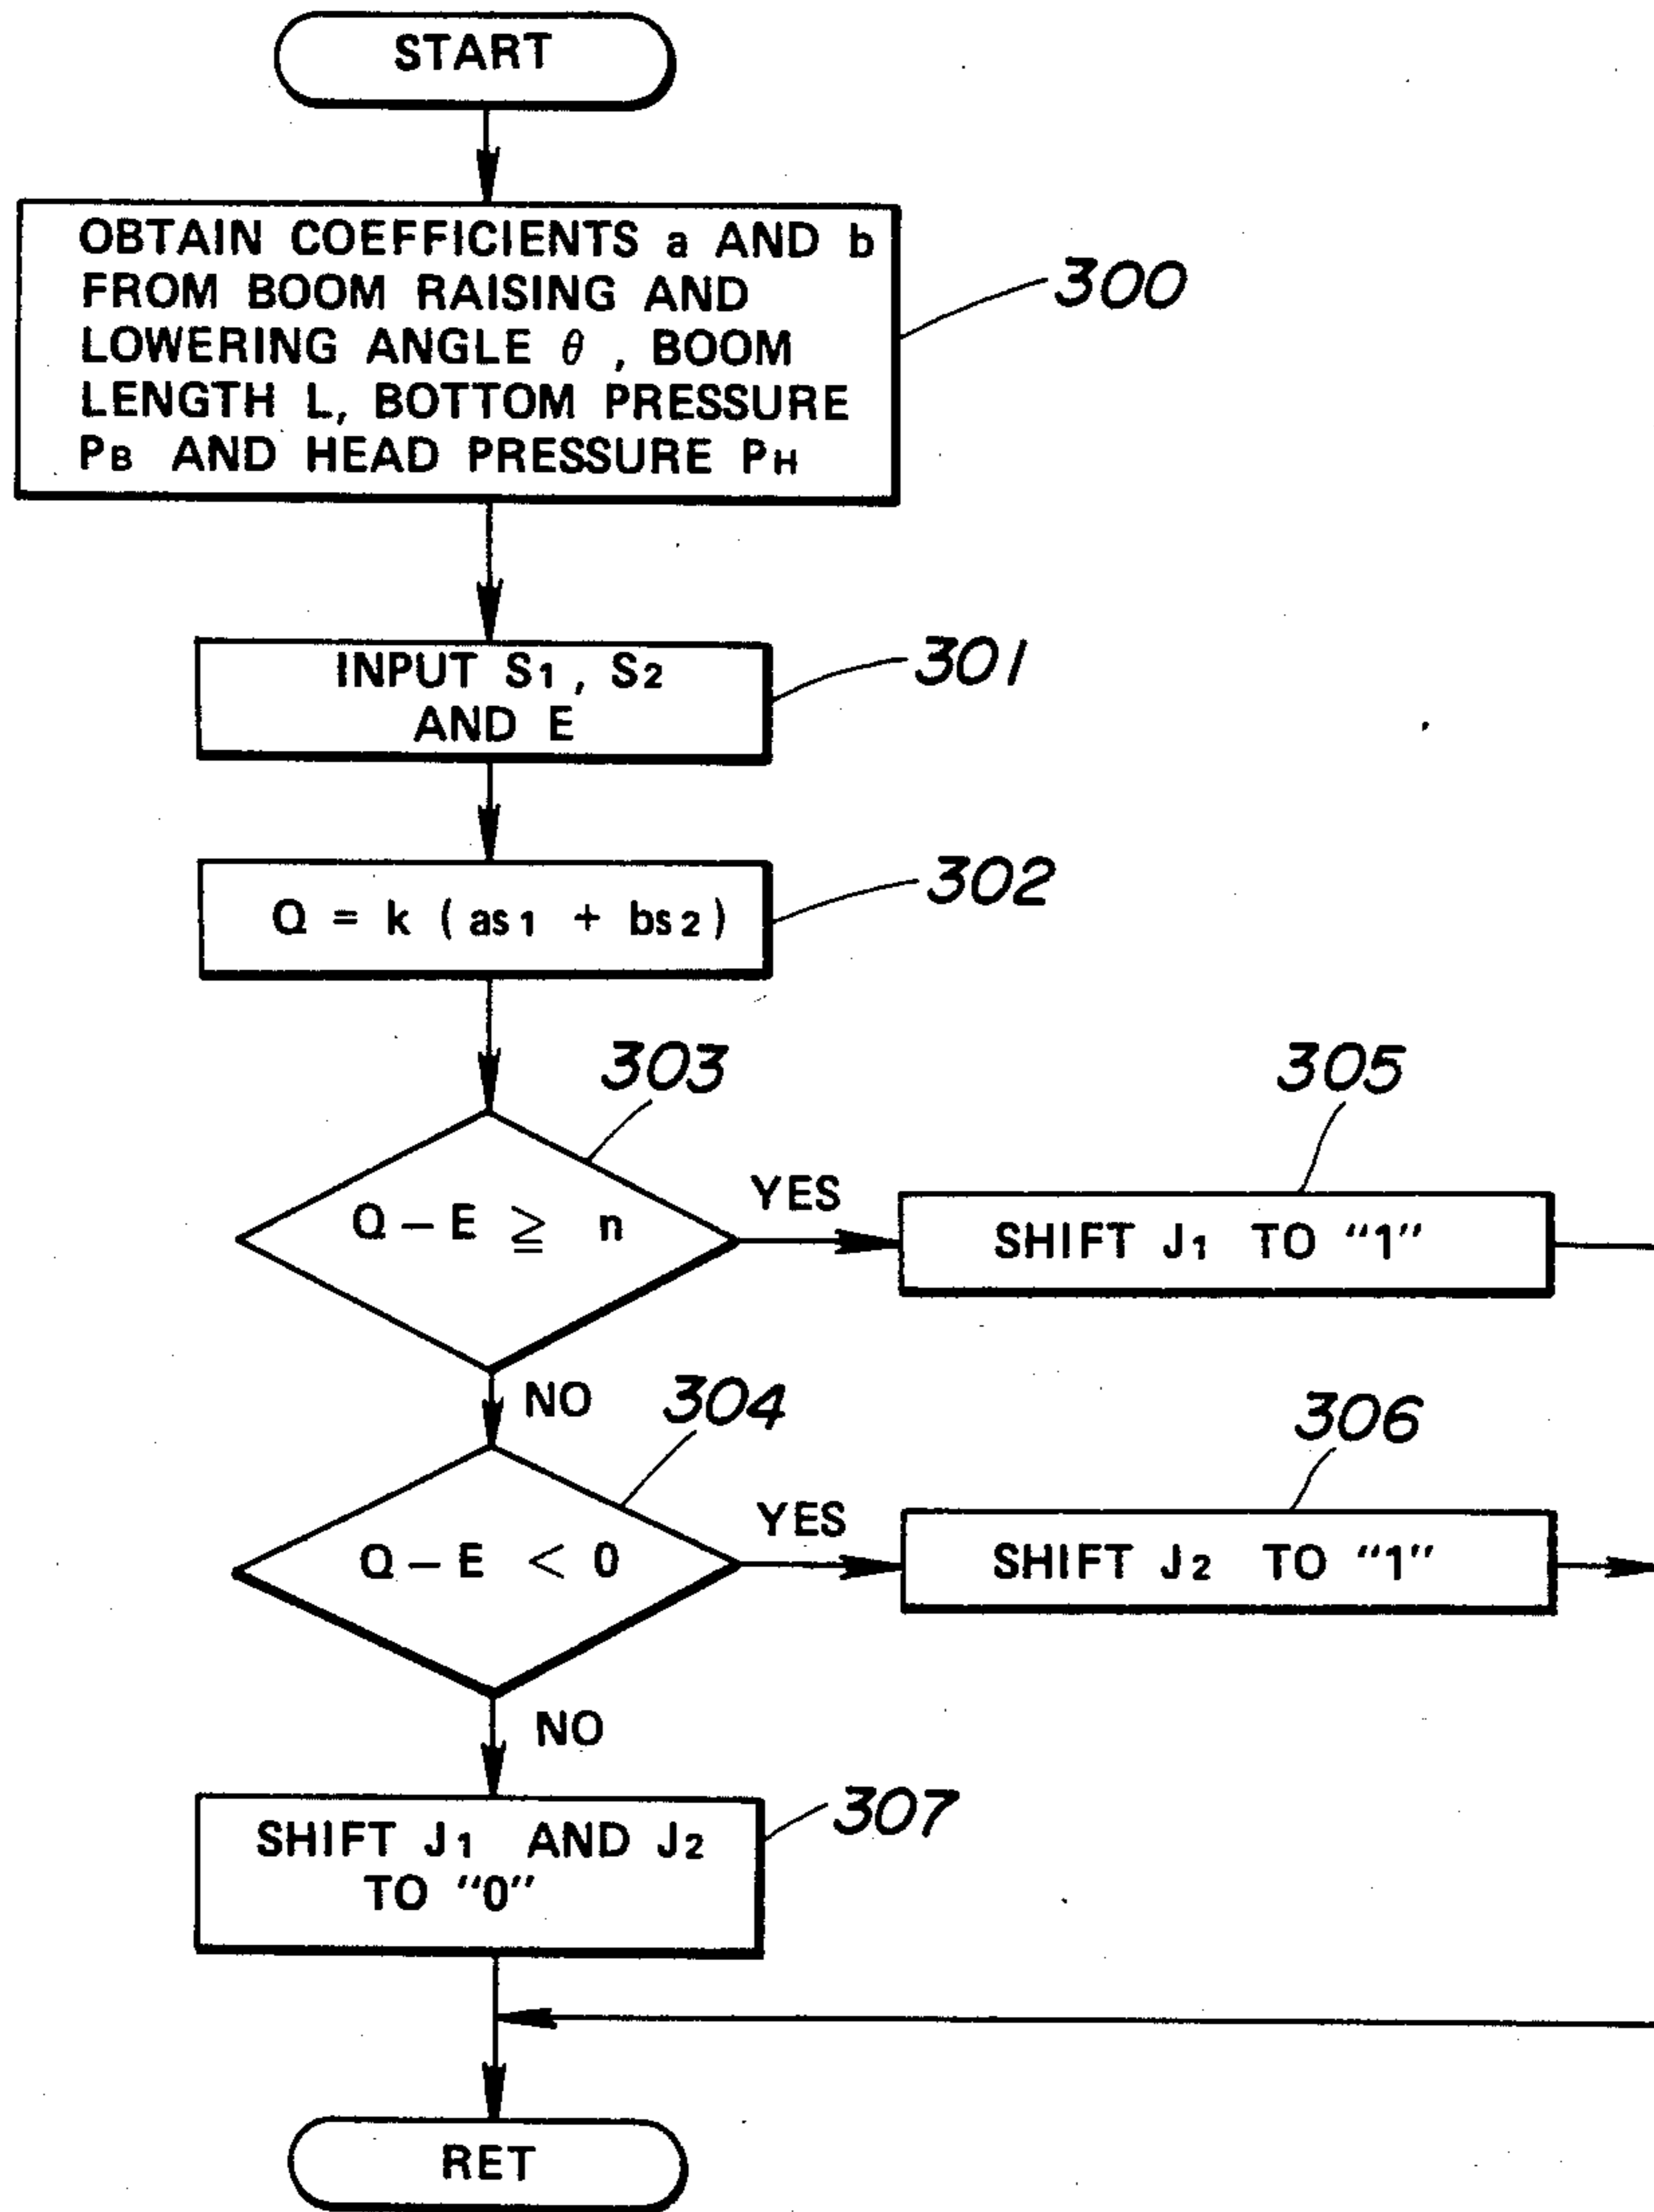 START
OBTAIN COEFFICIENTS a AND b
FROM BOOM RAISING AND
LOWERING ANGLE θ , BOOM
LENGTH L, BOTTOM PRESSURE
PB AND HEAD PRESSURE PH
300
INPUT S1, S2
AND E
301
Q = k ( as1 + bs2 )
302
303
Q – E ≧ n
YES
305
SHIFT J1 TO “1”
NO
304
Q – E < 0
YES
306
SHIFT J2 TO “1”
NO
SHIFT J1 AND J2
TO “0”
307
RET